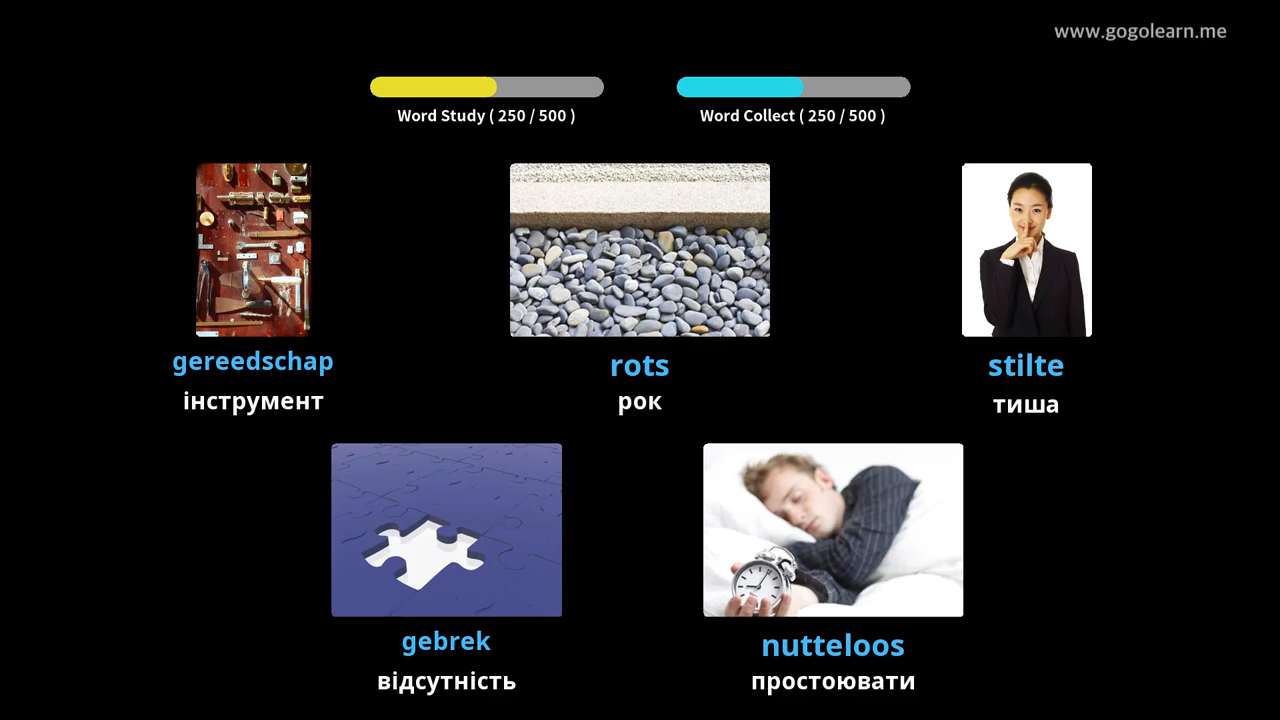 www.gogolearn.me
Word Study ( 250 / 500 )
Word Collect ( 250 / 500 )
gereedschap
інструмент
rots
рок
stilte
тиша
gebrek
відсутність
nutteloos
простоювати